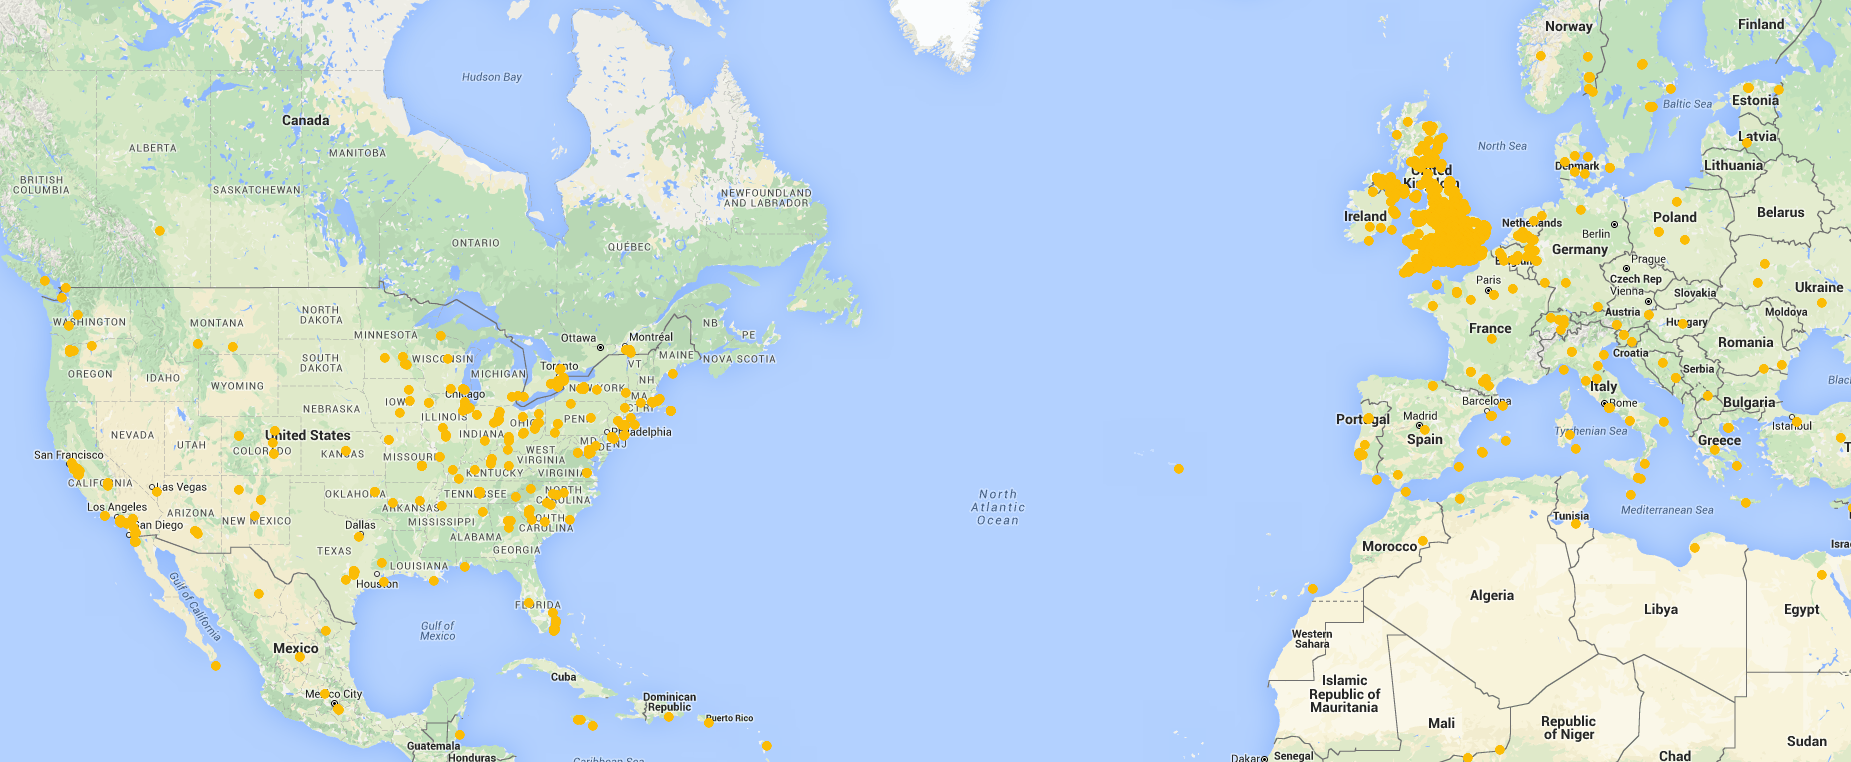 Norway
Finland
Hudson Bay
Canada
Baltic Sea
Estonia
ALBERTA
MANITOBA
North Sea
Latvia
Denmark
Lithuania
BRITISH
COLUMBIA
SASKATCHEWAN
United
Kingdom
NEWFOUNDLAND
AND LABRADOR
Ireland
Netherlands
Poland
Belarus
ONTARIO
QUÉBEC
Berlin
Germany
Belgium
Prague
Paris
Czech Rep
Ukraine
Vienna
Slovakia
NORTH
DAKOTA
WASHINGTON
MONTANA
NB
PE
Austria
Hungary
Moldova
MINNESOTA
Ottawa
Montréal
France
Romania
SOUTH
DAKOTA
WISCONSIN
VT
MAINE
NOVA SCOTIA
Croatia
Serbia
OREGON
IDAHO
WYOMING
MICHIGAN
Toronto
NH
Italy
Chicago
NEW YORK
MA
CT RI
Barcelona
Rome
Bulgaria
NEBRASKA
IOWA
ILLINOIS
OHIO
PENN
Portugal
Madrid
Spain
Tyrrhenian Sea
Istanbul
NEVADA
UTAH
United States
COLORADO
KANSAS
MISSOURI
INDIANA
Philadelphia
MD
DE
NJ
Greece
San Francisco
WEST
VIRGINIA
KENTUCKY
VIRGINIA
CALIFORNIA
Las Vegas
OKLAHOMA
TENNESSEE
NORTH
CAROLINA
North
Atlantic
Ocean
Los Angeles
ARIZONA
NEW MEXICO
ARKANSAS
MISSISSIPPI
SOUTH
CAROLINA
Mediterranean Sea
Tunisia
San Diego
Dallas
ALABAMA
GEORGIA
Morocco
TEXAS
LOUISIANA
Houston
Gulf of California
FLORIDA
Algeria
Libya
Egypt
Gulf of
Mexico
Western
Sahara
Mexico
Cuba
Islamic
Republic of
Mauritania
Mexico City
Dominican
Republic
Puerto Rico
Mali
Republic
of Niger
Guatemala
Honduras
Caribbean Sea
Dakar
Senegal
Chad
Sudan